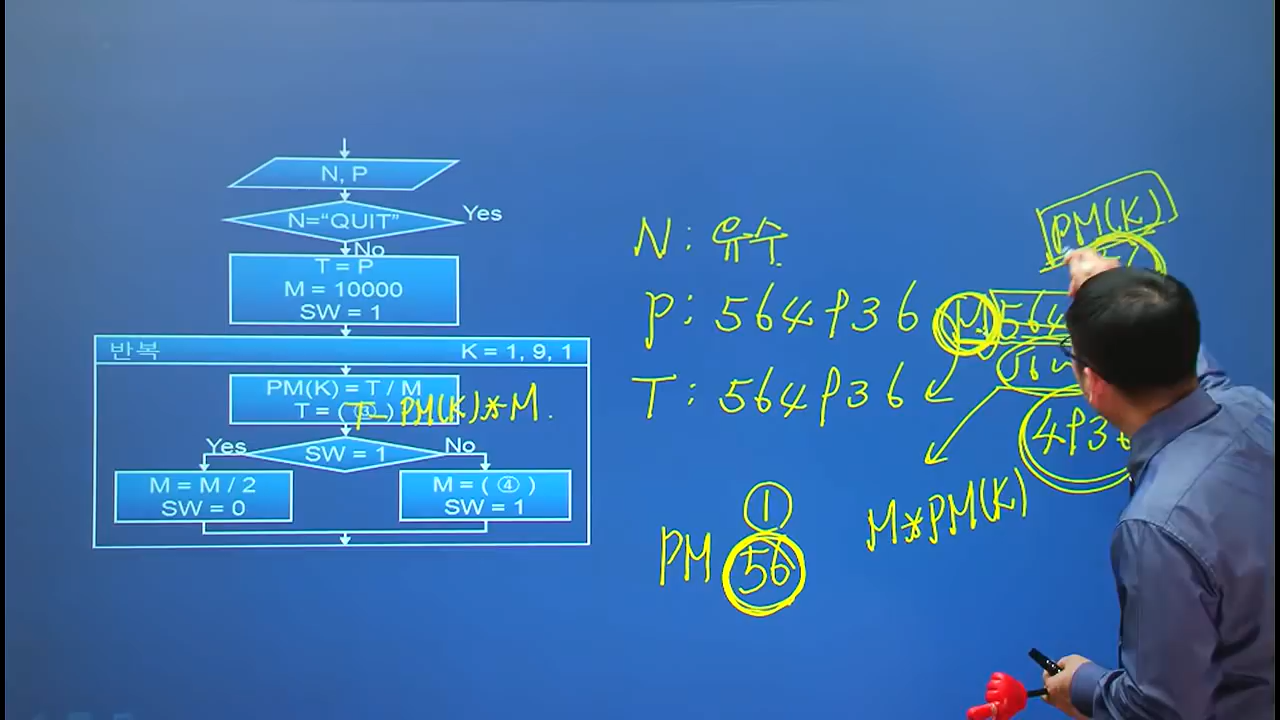 N, P
N="QUIT"
Yes
No
T = P
M = 10000
SW = 1
반복 K = 1, 9, 1
PM(K) = T / M
T = ( ③ ) T - PM(K)*M.
SW = 1
Yes
No
M = M / 2
SW = 0
M = ( ④ )
SW = 1
N : 유수
P : 564936
T : 564936
PM(K)
M 564
4936
M*PM(K)
①
PM 56